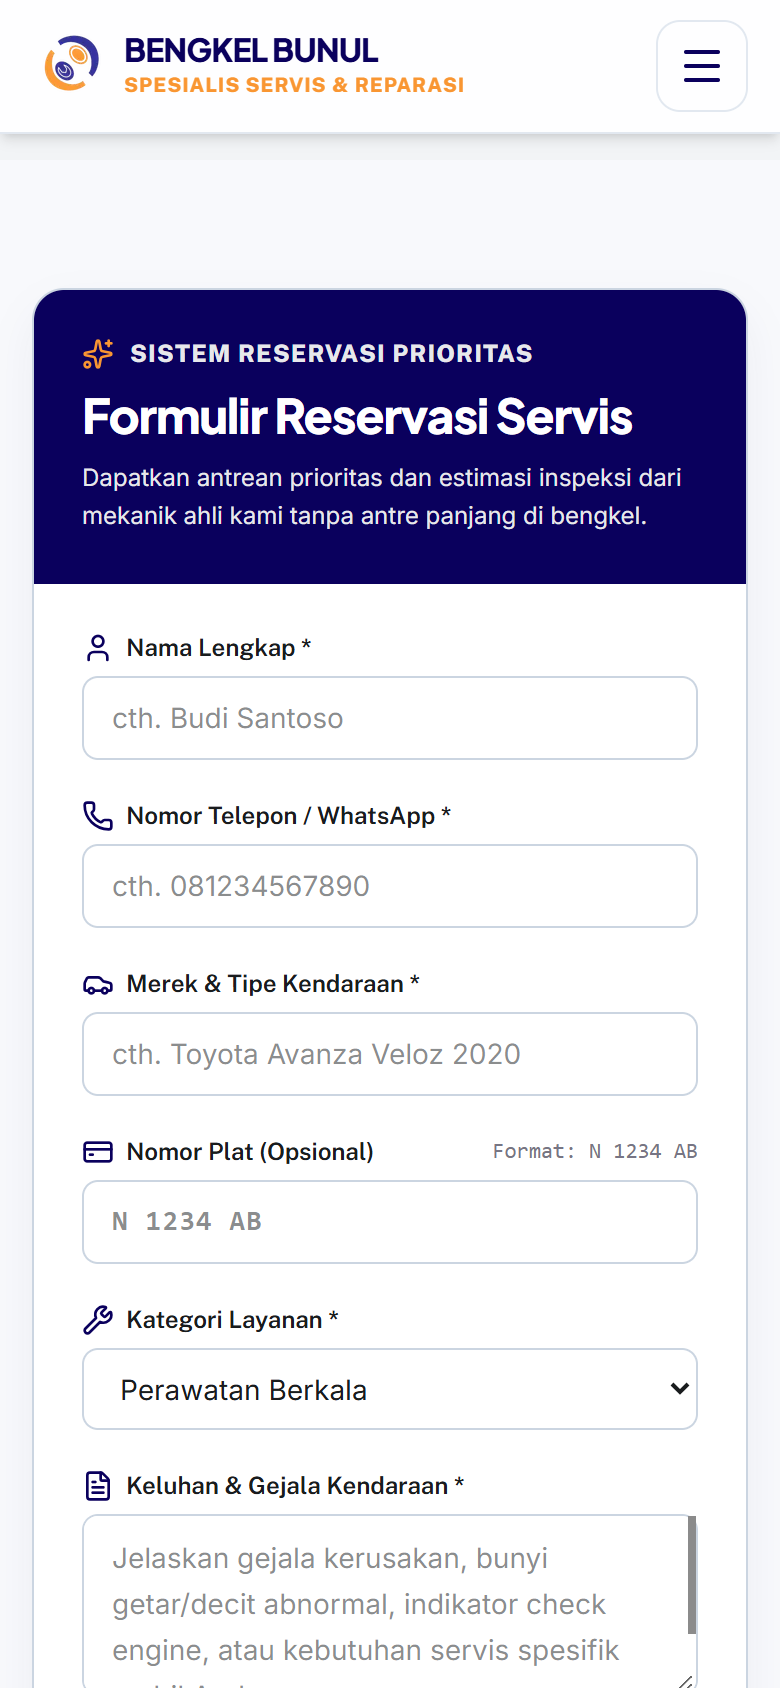 BENGKEL BUNUL
SPESIALIS SERVIS & REPARASI
SISTEM RESERVASI PRIORITAS
Formulir Reservasi Servis
Dapatkan antrean prioritas dan estimasi inspeksi dari
mekanik ahli kami tanpa antre panjang di bengkel.
Nama Lengkap *
cth. Budi Santoso
Nomor Telepon / WhatsApp *
cth. 081234567890
Merek & Tipe Kendaraan *
cth. Toyota Avanza Veloz 2020
Nomor Plat (Opsional)
Format: N 1234 AB
N 1234 AB
Kategori Layanan *
Perawatan Berkala
Keluhan & Gejala Kendaraan *
Jelaskan gejala kerusakan, bunyi
getar/decit abnormal, indikator check
engine, atau kebutuhan servis spesifik